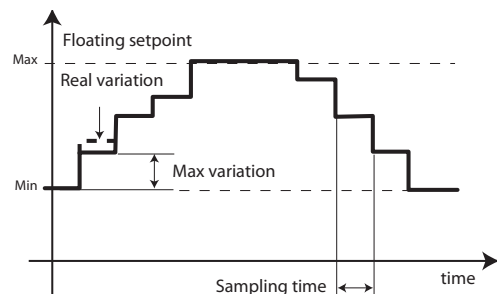 Floating setpoint
Max
Real variation
Max variation
Min
time
Sampling time